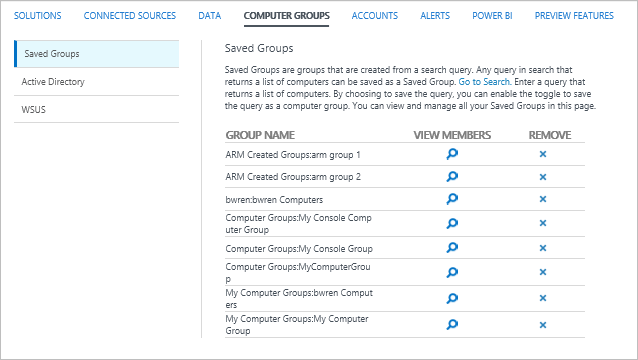 SOLUTIONS CONNECTED SOURCES DATA COMPUTER GROUPS ACCOUNTS ALERTS POWER BI PREVIEW FEATURES
Saved Groups
Active Directory
WSUS
Saved Groups
Saved Groups are groups that are created from a search query. Any query in search that
returns a list of computers can be saved as a Saved Group. Go to Search. Enter a query that
returns a list of computers. By choosing to save the query, you can enable the toggle to save
the query as a computer group. You can view and manage all your Saved Groups in this page.
GROUP NAME VIEW MEMBERS REMOVE
ARM Created Groups:arm group 1
ARM Created Groups:arm group 2
bwren:bwren Computers
Computer Groups:My Console Comp
uter Group
Computer Groups:My Console Group
Computer Groups:MyComputerGrou
p
My Computer Groups:bwren Comput
ers
My Computer Groups:My Computer
Group